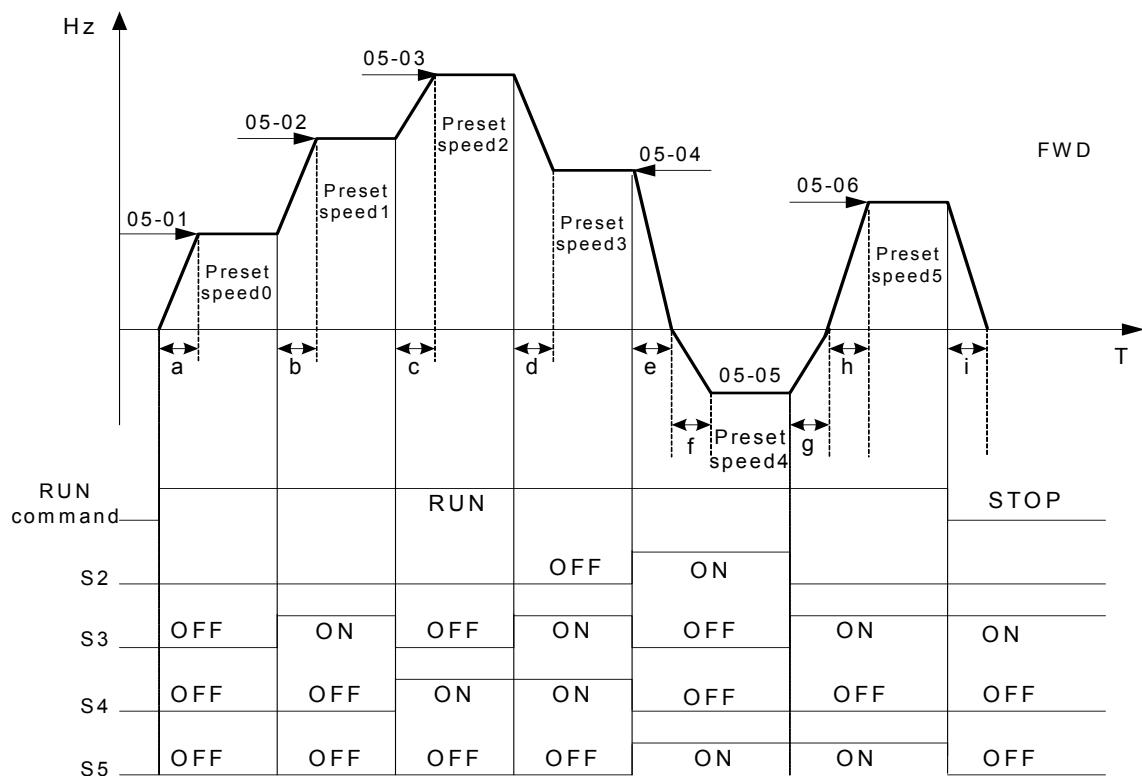 Hz
05-03
05-02
Preset
speed2
05-04
FWD
Preset
speed1
05-06
05-01
Preset
speed3
Preset
speed0
Preset
speed5
T
a
b
c
d
e
h
i
05-05
f
Preset
speed4
g
RUN
command
RUN
STOP
S2
OFF
ON
S3
OFF
ON
OFF
ON
OFF
ON
ON
S4
OFF
OFF
ON
ON
OFF
OFF
OFF
S5
OFF
OFF
OFF
OFF
ON
ON
OFF